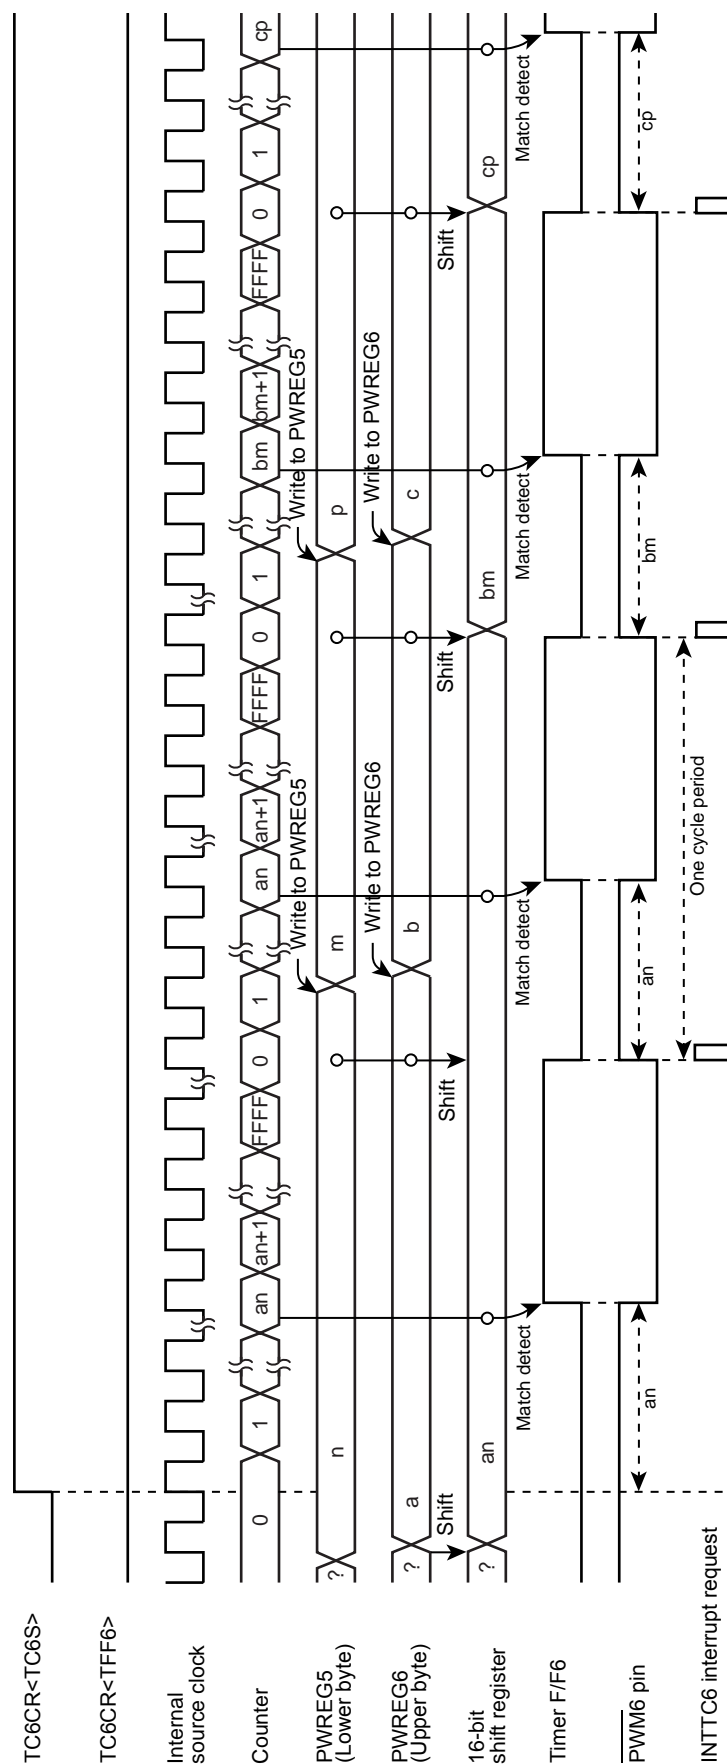 TC6CR<TC6S>
TC6CR<TFF6>
Internal
source clock
Counter 0 1 an an+1 FFFF 0 1 an an+1 FFFF 0 1 bm bm+1 FFFF 0 1 cp
Write to PWREG5 Write to PWREG5
PWREG5
(Lower byte) ? n m p
Write to PWREG6 Write to PWREG6
PWREG6
(Upper byte) ? a b c
Shift Shift Shift Shift
16-bit
shift register ? an bm cp
Match detect Match detect Match detect Match detect
Timer F/F6
PWM6 pin
an an bm cp
One cycle period
INTTC6 interrupt request